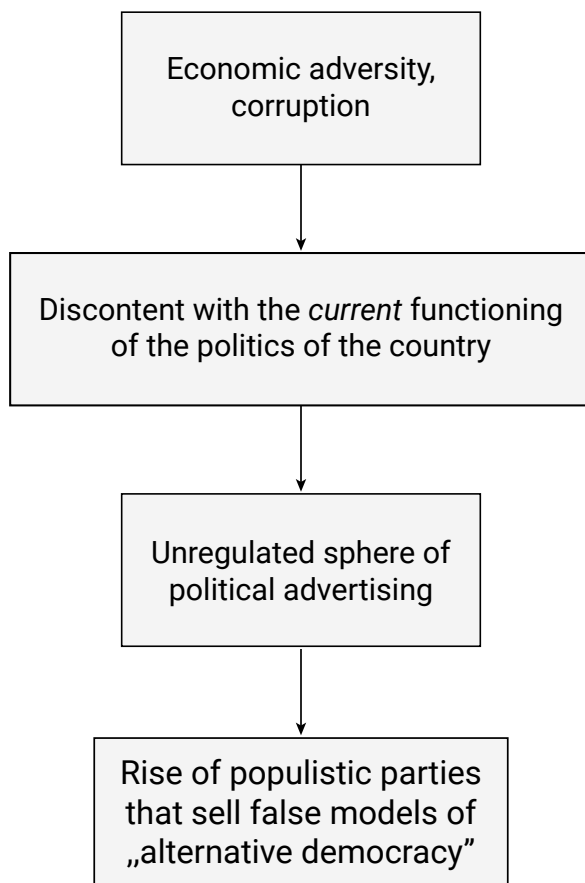 Economic adversity,
corruption
Discontent with the current functioning
of the politics of the country
Unregulated sphere of
political advertising
Rise of populistic parties
that sell false models of
„alternative democracy”